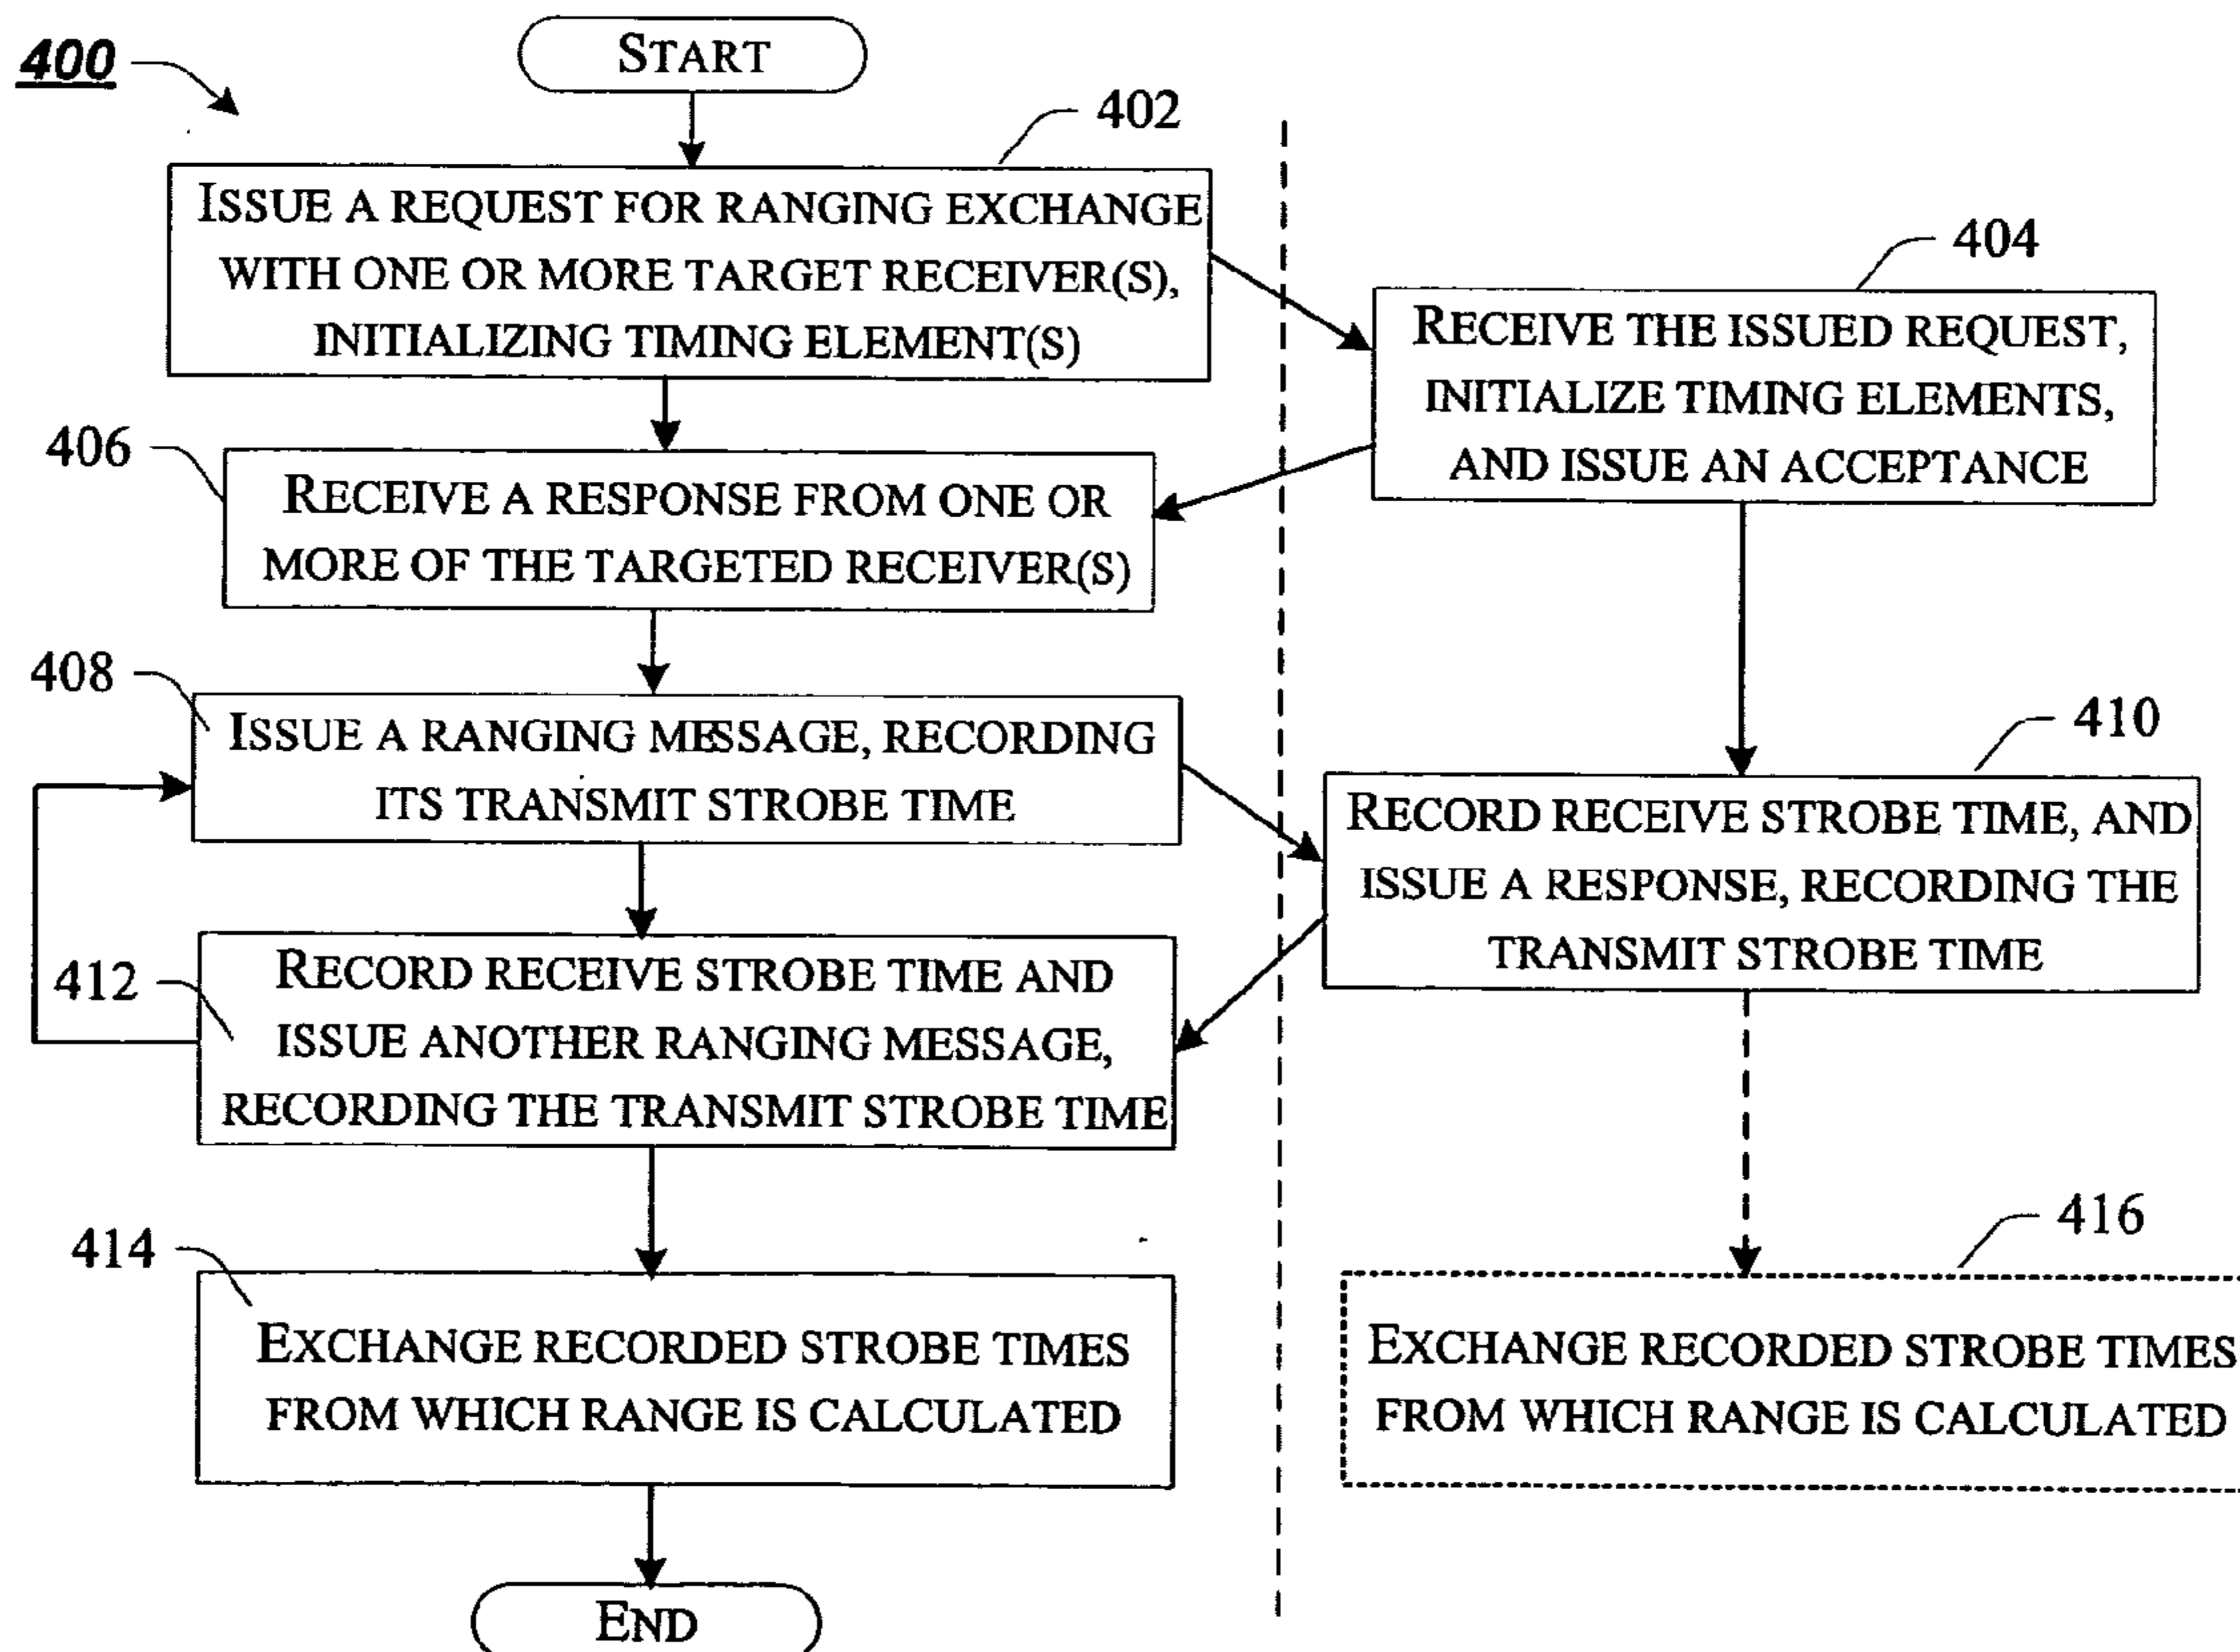 400
START
402
ISSUE A REQUEST FOR RANGING EXCHANGE
WITH ONE OR MORE TARGET RECEIVER(S),
INITIALIZING TIMING ELEMENT(S)
404
RECEIVE THE ISSUED REQUEST,
INITIALIZE TIMING ELEMENTS,
AND ISSUE AN ACCEPTANCE
406
RECEIVE A RESPONSE FROM ONE OR
MORE OF THE TARGETED RECEIVER(S)
408
ISSUE A RANGING MESSAGE, RECORDING
ITS TRANSMIT STROBE TIME
410
RECORD RECEIVE STROBE TIME, AND
ISSUE A RESPONSE, RECORDING THE
TRANSMIT STROBE TIME
412
RECORD RECEIVE STROBE TIME AND
ISSUE ANOTHER RANGING MESSAGE,
RECORDING THE TRANSMIT STROBE TIME
414
EXCHANGE RECORDED STROBE TIMES
FROM WHICH RANGE IS CALCULATED
416
EXCHANGE RECORDED STROBE TIMES
FROM WHICH RANGE IS CALCULATED
END